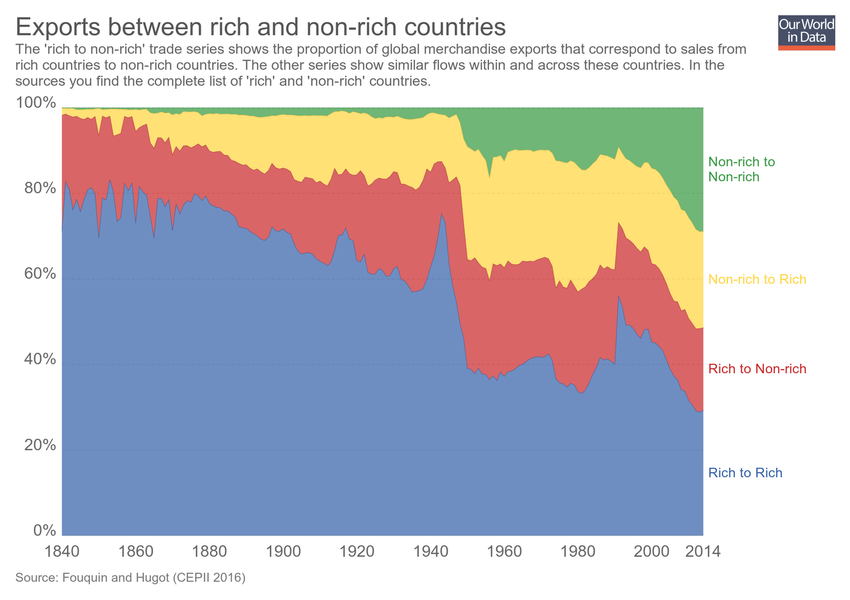 Exports between rich and non-rich countries
Our World
in Data
The 'rich to non-rich' trade series shows the proportion of global merchandise exports that correspond to sales from
rich countries to non-rich countries. The other series show similar flows within and across these countries. In the
sources you find the complete list of 'rich' and 'non-rich' countries.
100%
80%
60%
40%
20%
0%
Non-rich to
Non-rich
Non-rich to Rich
Rich to Non-rich
Rich to Rich
1840 1860 1880 1900 1920 1940 1960 1980 2000 2014
Source: Fouquin and Hugot (CEPII 2016)